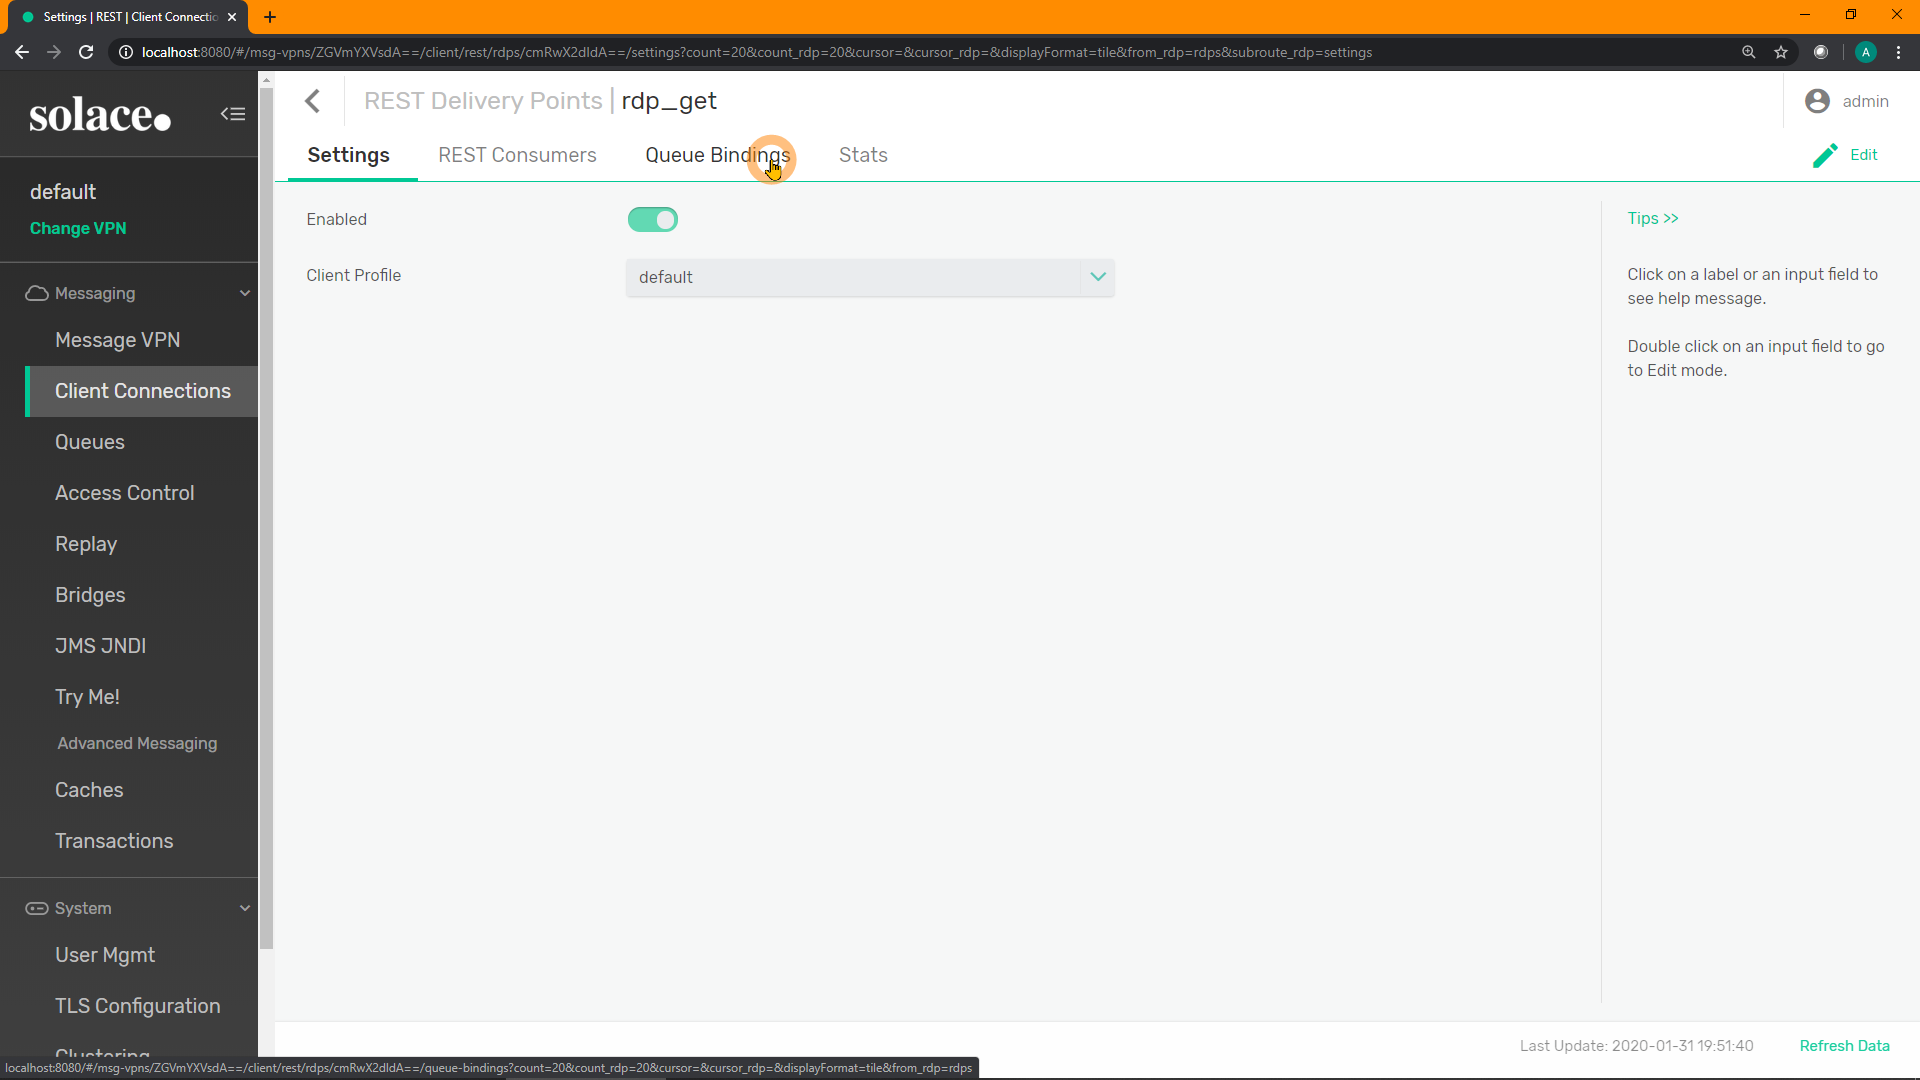 Settings | REST | Client Connectio
localhost:8080/#/msg-vpns/ZGVmYXVsdA==/client/rest/rdps/cmRwX2dldA==/settings?count=20&count_rdp=20&cursor=&cursor_rdp=&displayFormat=tile&from_rdp=rdps&subroute_rdp=settings
A
solace.
REST Delivery Points | rdp_get
admin
Settings
REST Consumers
Queue Bindings
Stats
Edit
default
Change VPN
Messaging
Message VPN
Client Connections
Queues
Access Control
Replay
Bridges
JMS JNDI
Try Me!
Advanced Messaging
Caches
Transactions
System
User Mgmt
TLS Configuration
Clustering
Enabled
Client Profile
default
Tips >>
Click on a label or an input field to
see help message.
Double click on an input field to go
to Edit mode.
Last Update: 2020-01-31 19:51:40
Refresh Data
localhost:8080/#/msg-vpns/ZGVmYXVsdA==/client/rest/rdps/cmRwX2dldA==/queue-bindings?count=20&count_rdp=20&cursor=&cursor_rdp=&displayFormat=tile&from_rdp=rdps